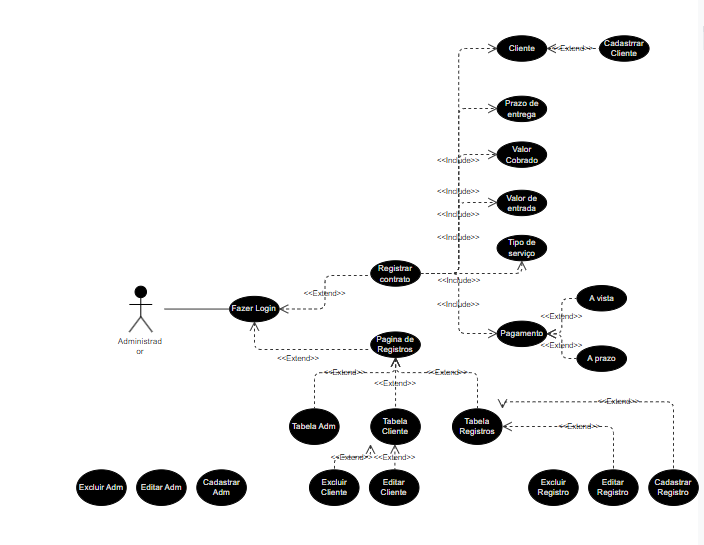 Cliente
<<Extend>>
Cadastrrar
Cliente
Prazo de
entrega
Valor
Cobrado
<<Include>>
<<Include>>
Valor de
entrada
<<Include>>
<<Include>>
Tipo de
serviço
Registrar
contrato
<<Include>>
<<Extend>>
A vista
<<Include>>
Fazer Login
<<Extend>>
Pagamento
Administrad
or
Pagina de
Registros
<<Extend>>
<<Extend>>
A prazo
<<Extend>>
<<Extend>>
<<Extend>>
<<Extend>>
Tabela Adm
Tabela
Cliente
Tabela
Registros
<<Extend>>
<<Extend>>
<<Extend>>
Excluir Adm
Editar Adm
Cadastrar
Adm
Excluir
Cliente
Editar
Cliente
Excluir
Registro
Editar
Registro
Cadastrar
Registro